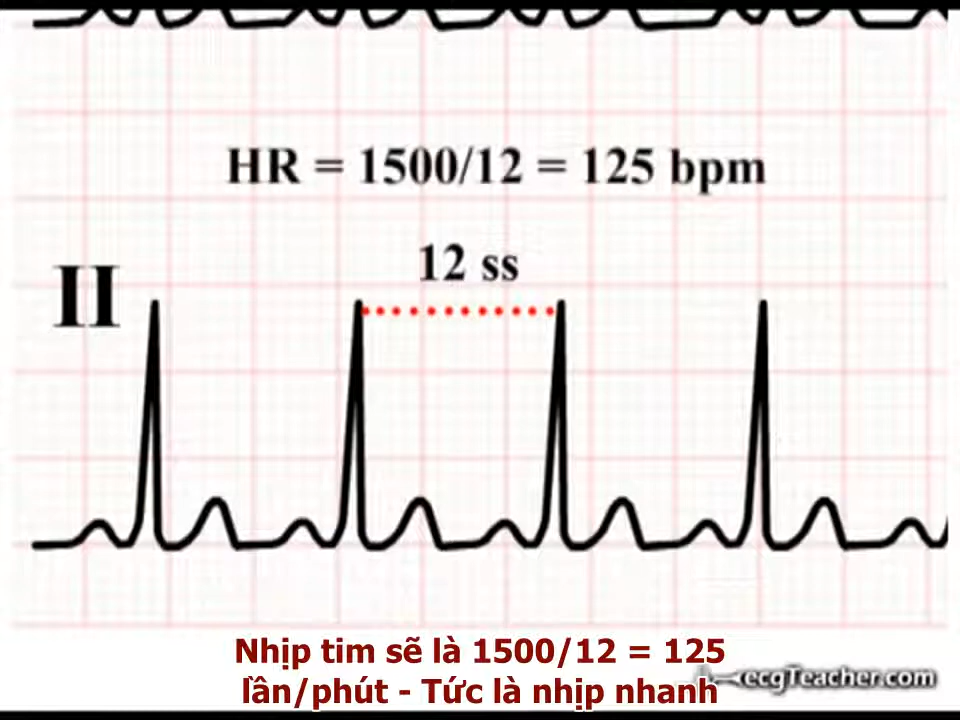 HR = 1500/12 = 125 bpm
12 ss
II
Nhịp tim sẽ là 1500/12 = 125
lần/phút - Tức là nhịp nhanh
ecgTeacher.com